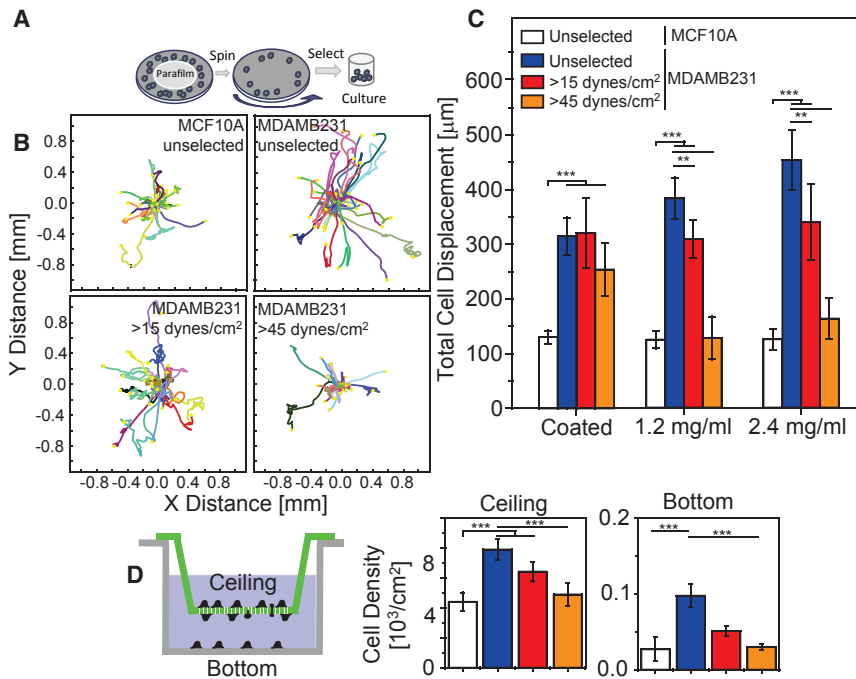 A
Spin
Select
Parafilm
Culture
B
MCF10A
unselected
MDAMB231
unselected
MDAMB231
>15 dynes/cm²
MDAMB231
>45 dynes/cm²
Y Distance [mm]
0.8
0.4
0.0
-0.4
-0.8
0.8
0.4
0.0
-0.4
-0.8
-0.8 -0.4 0.0 0.4 0.8
-0.8 -0.4 0.0 0.4 0.8
X Distance [mm]
C
Unselected
MCF10A
Unselected
>15 dynes/cm²
>45 dynes/cm²
MDAMB231
Total Cell Displacement [µm]
600
500
400
300
200
100
0
***
***
**
***
**
Coated 1.2 mg/ml 2.4 mg/ml
D
Ceiling
Bottom
Ceiling
Cell Density
[10³/cm²]
8
4
0
*** ***
Bottom
0.2
0.1
0.0
*** ***